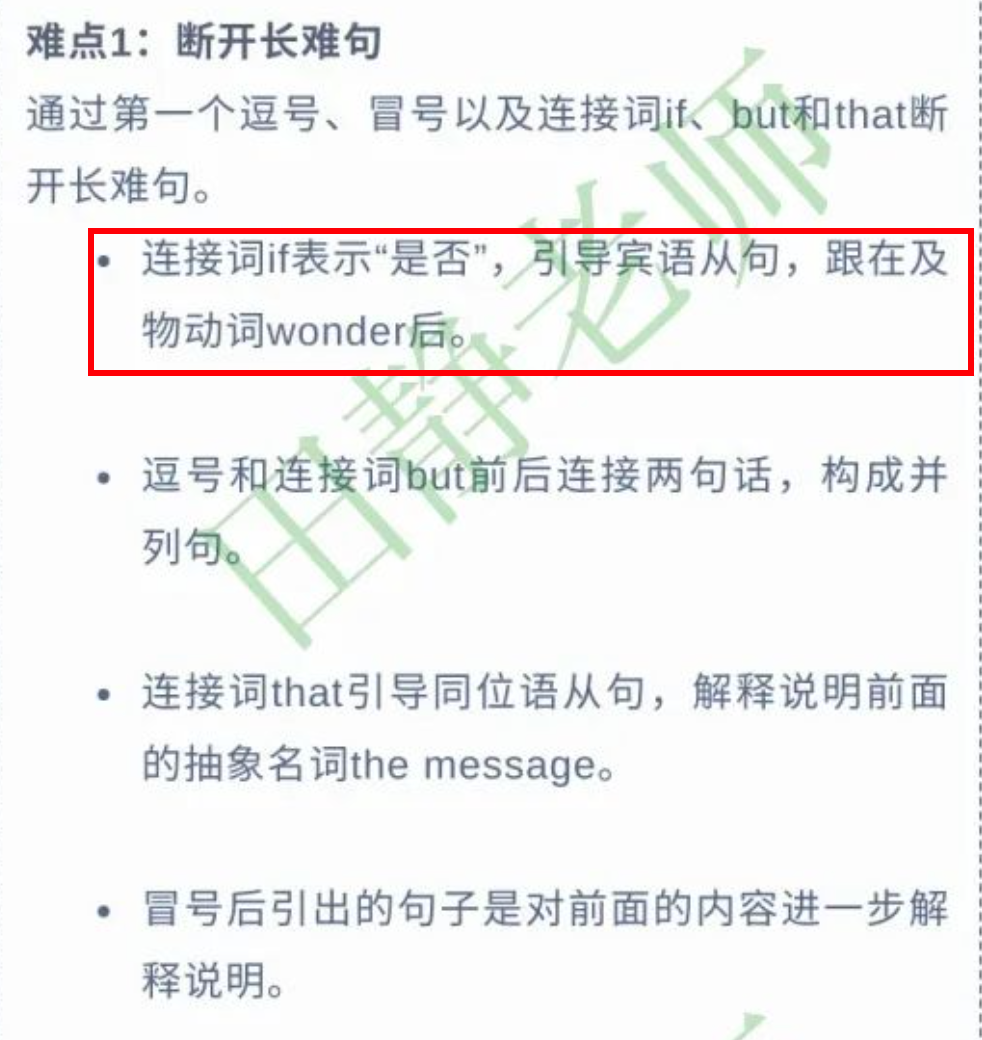 难点1：断开长难句
通过第一个逗号、冒号以及连接词if、but和that断
开长难句。
• 连接词if表示“是否”，引导宾语从句，跟在及
物动词wonder后。
• 逗号和连接词but前后连接两句话，构成并
列句。
• 连接词that引导同位语从句，解释说明前面
的抽象名词the message。
• 冒号后引出的句子是对前面的内容进一步解
释说明。
田静老师